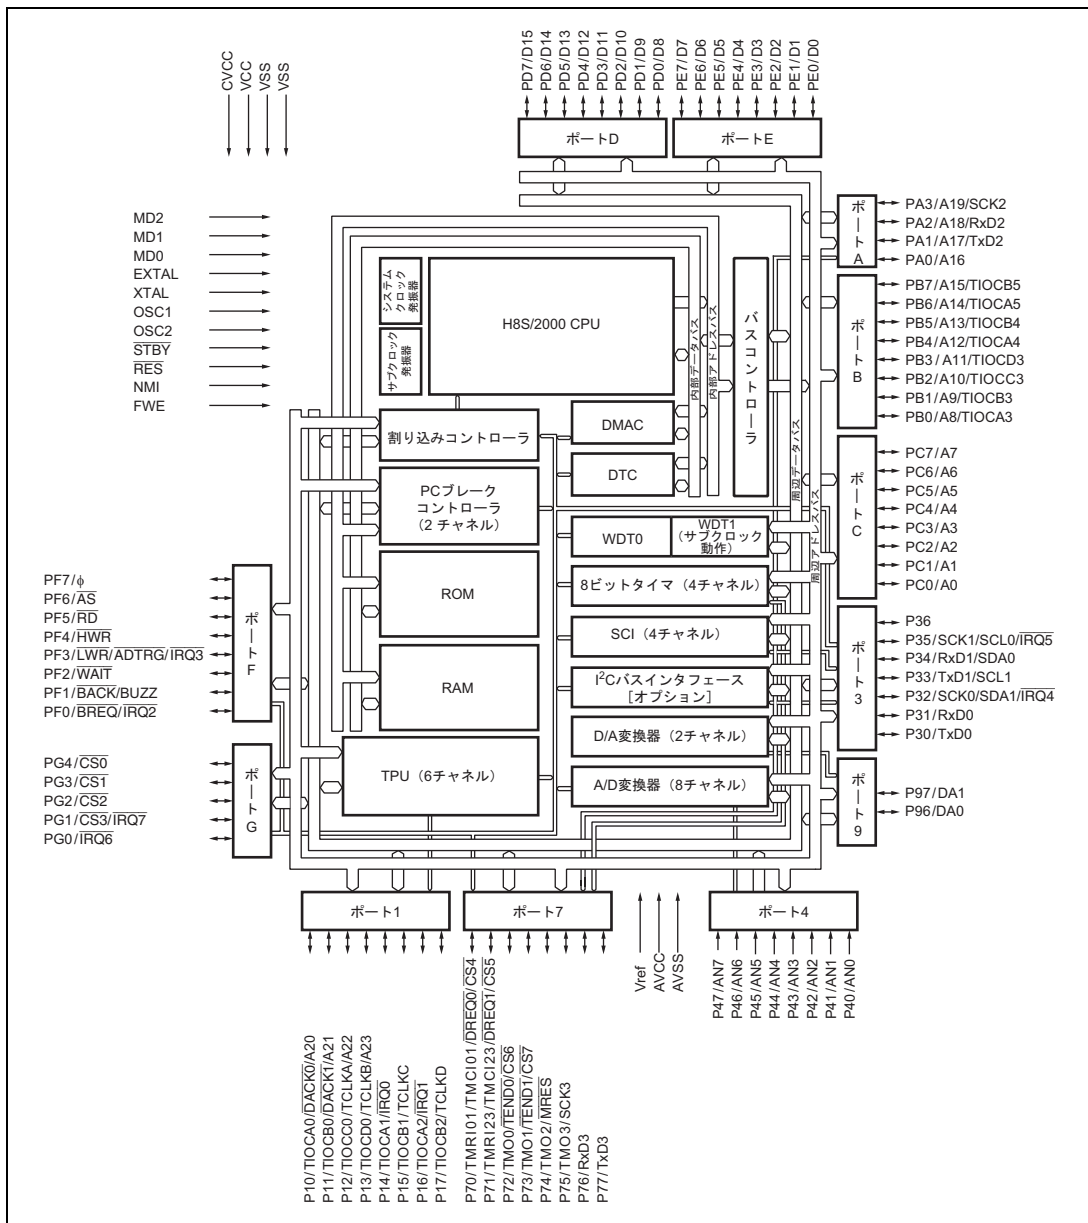 CVCC
VCC
VSS
VSS
PD7/D15
PD6/D14
PD5/D13
PD4/D12
PD3/D11
PD2/D10
PD1/D9
PD0/D8
PE7/D7
PE6/D6
PE5/D5
PE4/D4
PE3/D3
PE2/D2
PE1/D1
PE0/D0
ポートD
ポートE
MD2
MD1
MD0
EXTAL
XTAL
OSC1
OSC2
STBY
RES
NMI
FWE
システム
クロック
発振器
サブクロック
発振器
H8S/2000 CPU
内部データバス
内部アドレスバス
バスコントローラ
割り込みコントローラ
DMAC
PCブレーク
コントローラ
(2 チャネル)
DTC
周辺データバス
周辺アドレスバス
WDT0
WDT1
(サブクロック
動作)
ROM
8ビットタイマ (4チャネル)
SCI (4チャネル)
RAM
I²Cバスインタフェース
[オプション]
D/A変換器 (2チャネル)
TPU (6チャネル)
A/D変換器 (8チャネル)
ポートA
PA3/A19/SCK2
PA2/A18/RxD2
PA1/A17/TxD2
PA0/A16
ポートB
PB7/A15/TIOCB5
PB6/A14/TIOCA5
PB5/A13/TIOCB4
PB4/A12/TIOCA4
PB3/A11/TIOCD3
PB2/A10/TIOCC3
PB1/A9/TIOCB3
PB0/A8/TIOCA3
ポートC
PC7/A7
PC6/A6
PC5/A5
PC4/A4
PC3/A3
PC2/A2
PC1/A1
PC0/A0
ポート3
P36
P35/SCK1/SCL0/IRQ5
P34/RxD1/SDA0
P33/TxD1/SCL1
P32/SCK0/SDA1/IRQ4
P31/RxD0
P30/TxD0
ポート9
P97/DA1
P96/DA0
PF7/φ
PF6/AS
PF5/RD
PF4/HWR
PF3/LWR/ADTRG/IRQ3
PF2/WAIT
PF1/BACK/BUZZ
PF0/BREQ/IRQ2
ポートF
PG4/CS0
PG3/CS1
PG2/CS2
PG1/CS3/IRQ7
PG0/IRQ6
ポートG
ポート1
ポート7
ポート4
P10/TIOCA0/DACK0/A20
P11/TIOCB0/DACK1/A21
P12/TIOCC0/TCLKA/A22
P13/TIOCD0/TCLKB/A23
P14/TIOCA1/IRQ0
P15/TIOCB1/TCLKC
P16/TIOCA2/IRQ1
P17/TIOCB2/TCLKD
P70/TMRI01/TMCI01/DREQ0/CS4
P71/TMRI23/TMCI23/DREQ1/CS5
P72/TMO0/TEND0/CS6
P73/TMO1/TEND1/CS7
P74/TMO2/MRES
P75/TMO3/SCK3
P76/RxD3
P77/TxD3
Vref
AVCC
AVSS
P47/AN7
P46/AN6
P45/AN5
P44/AN4
P43/AN3
P42/AN2
P41/AN1
P40/AN0